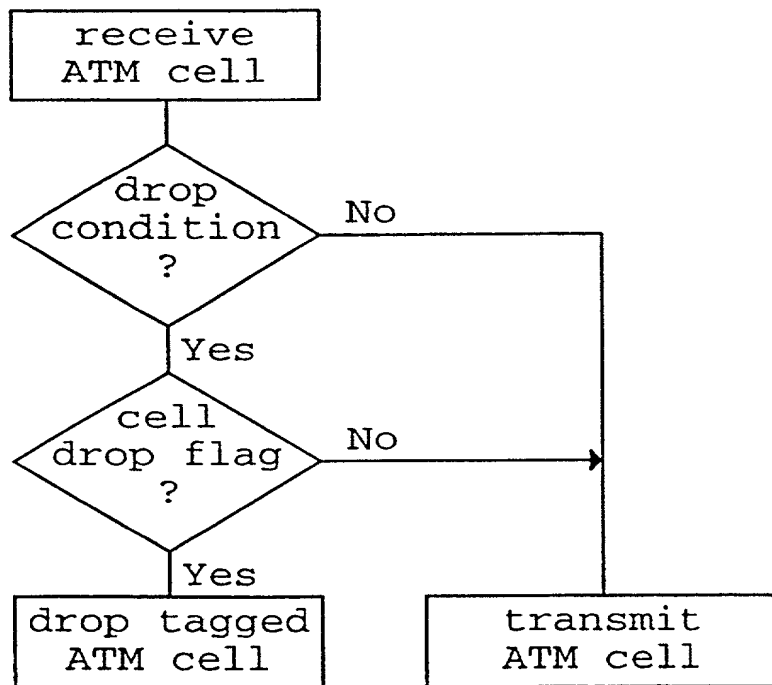 receive
ATM cell
drop
condition
?
No
Yes
cell
drop flag
?
No
Yes
drop tagged
ATM cell
transmit
ATM cell